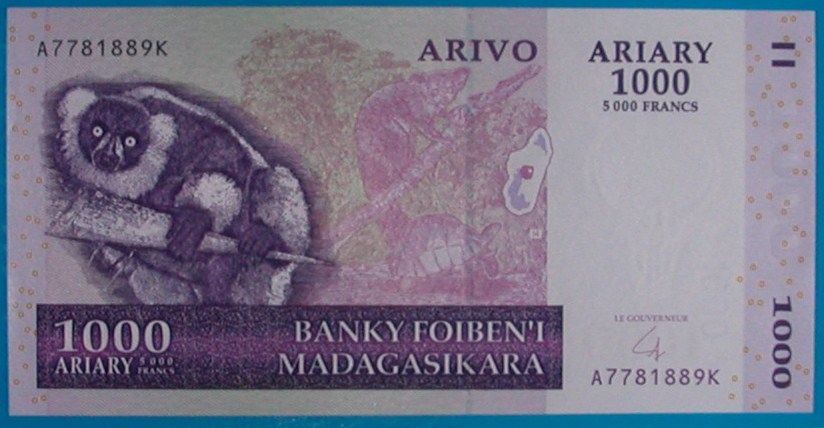 A7781889K
ARIVO
ARIARY
1000
5 000 FRANCS
1000
ARIARY 5 000 FRANCS
BANKY FOIBEN'I
MADAGASIKARA
LE GOUVERNEUR
A7781889K
1000